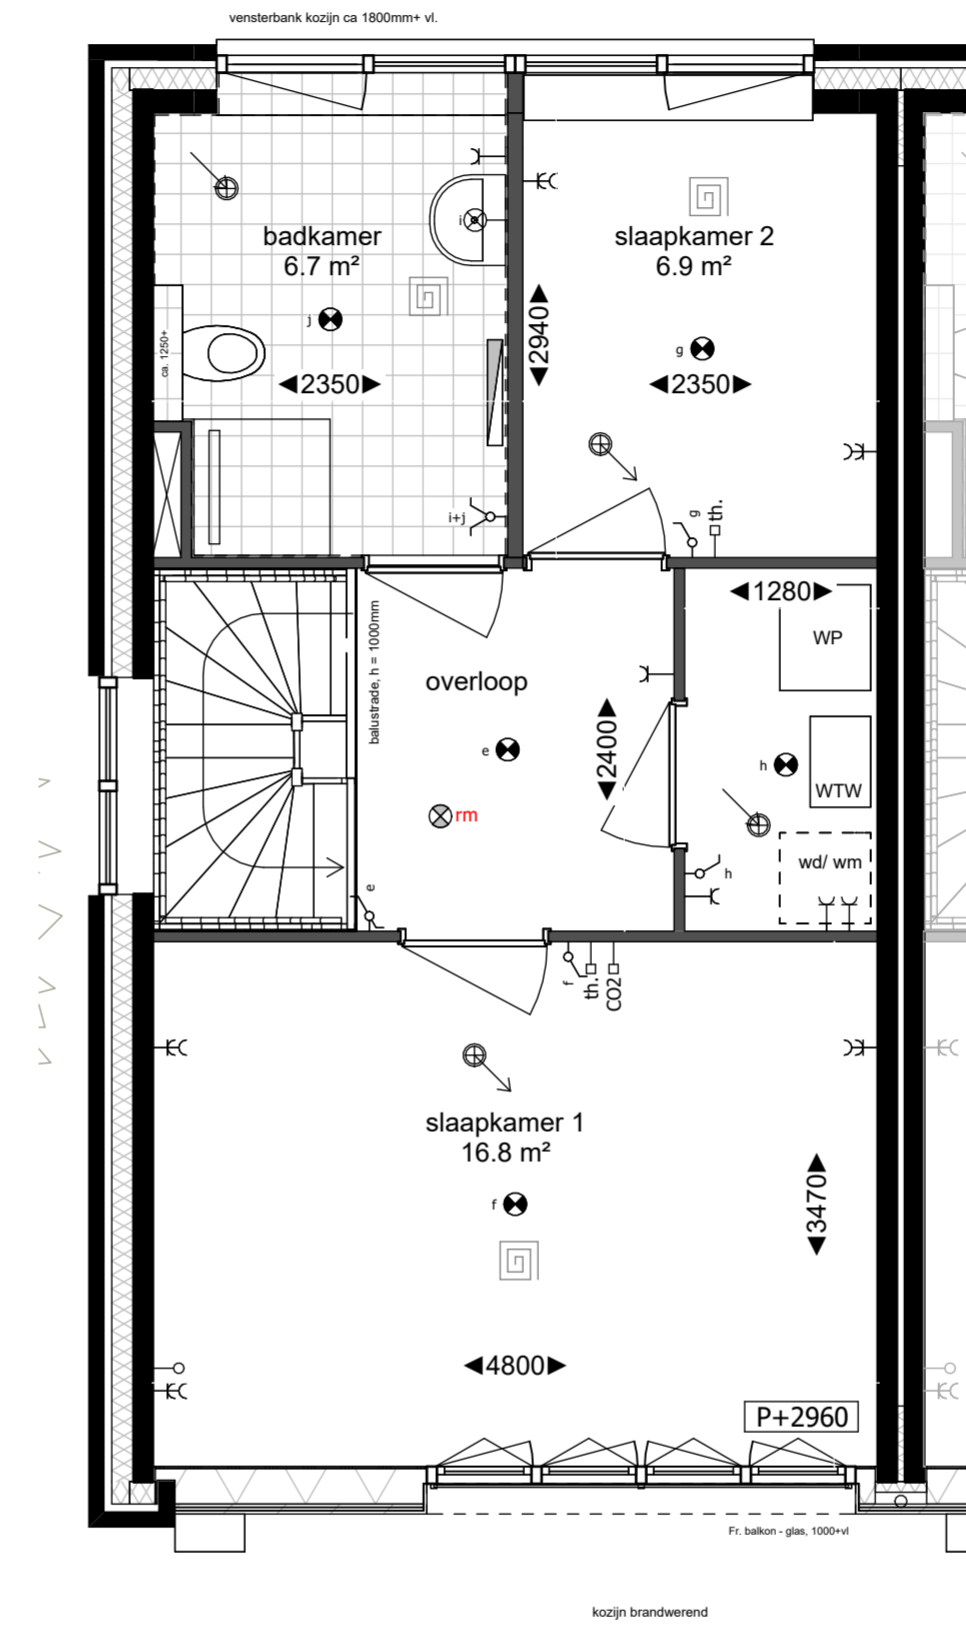 vensterbank kozijn ca 1800mm+ vl.
badkamer
6.7 m²
i
j
ca. 1250+
2350
i+j
slaapkamer 2
6.9 m²
2940
g
2350
g
th.
balustrade, h = 1000mm
overloop
e
2400
rm
e
1280
WP
h
WTW
wd/ wm
h
f
th.
CO2
slaapkamer 1
16.8 m²
f
3470
4800
P+2960
Fr. balkon - glas, 1000+vl
kozijn brandwerend